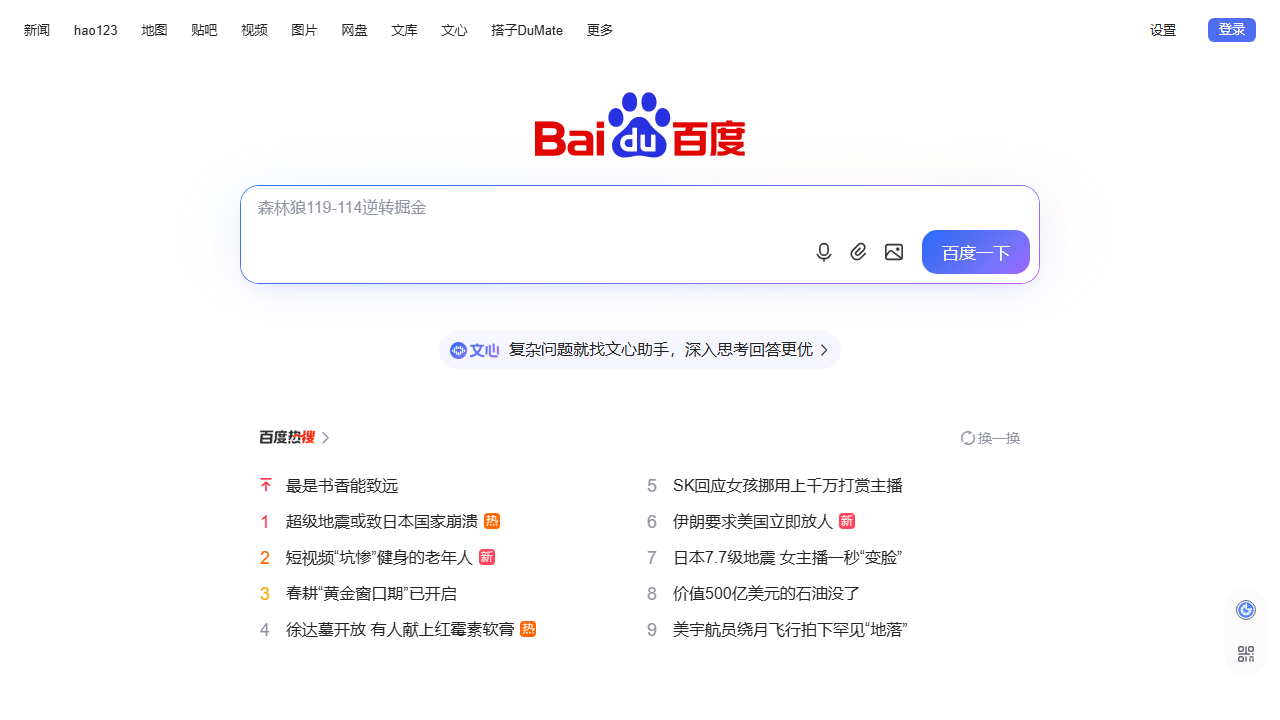 新闻 hao123 地图 贴吧 视频 图片 网盘 文库 文心 搭子DuMate 更多 设置 登录
Bai du 百度
森林狼119-114逆转掘金
百度一下
文心 复杂问题就找文心助手，深入思考回答更优
百度热搜 换一换
最是书香能致远
1 超级地震或致日本国家崩溃 热
2 短视频“坑惨”健身的老年人 新
3 春耕“黄金窗口期”已开启
4 徐达墓开放 有人献上红霉素软膏 热
5 SK回应女孩挪用上千万打赏主播
6 伊朗要求美国立即放人 新
7 日本7.7级地震 女主播一秒“变脸”
8 价值500亿美元的石油没了
9 美宇航员绕月飞行拍下罕见“地落”